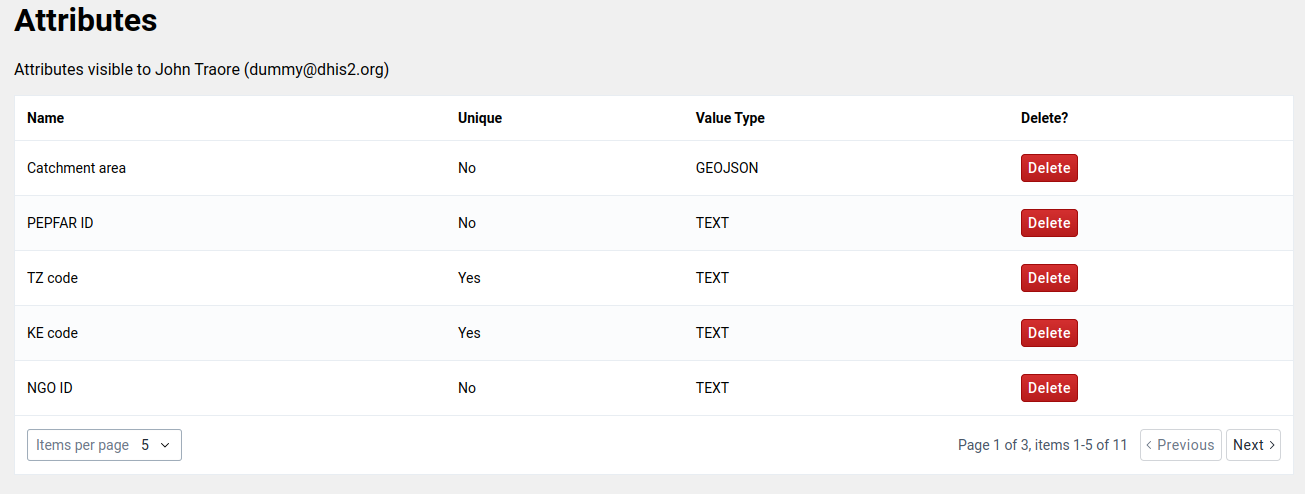 Attributes
Attributes visible to John Traore (dummy@dhis2.org)
Name Unique Value Type Delete?
Catchment area No GEOJSON Delete
PEPFAR ID No TEXT Delete
TZ code Yes TEXT Delete
KE code Yes TEXT Delete
NGO ID No TEXT Delete
Items per page 5 Page 1 of 3, items 1-5 of 11 Previous Next